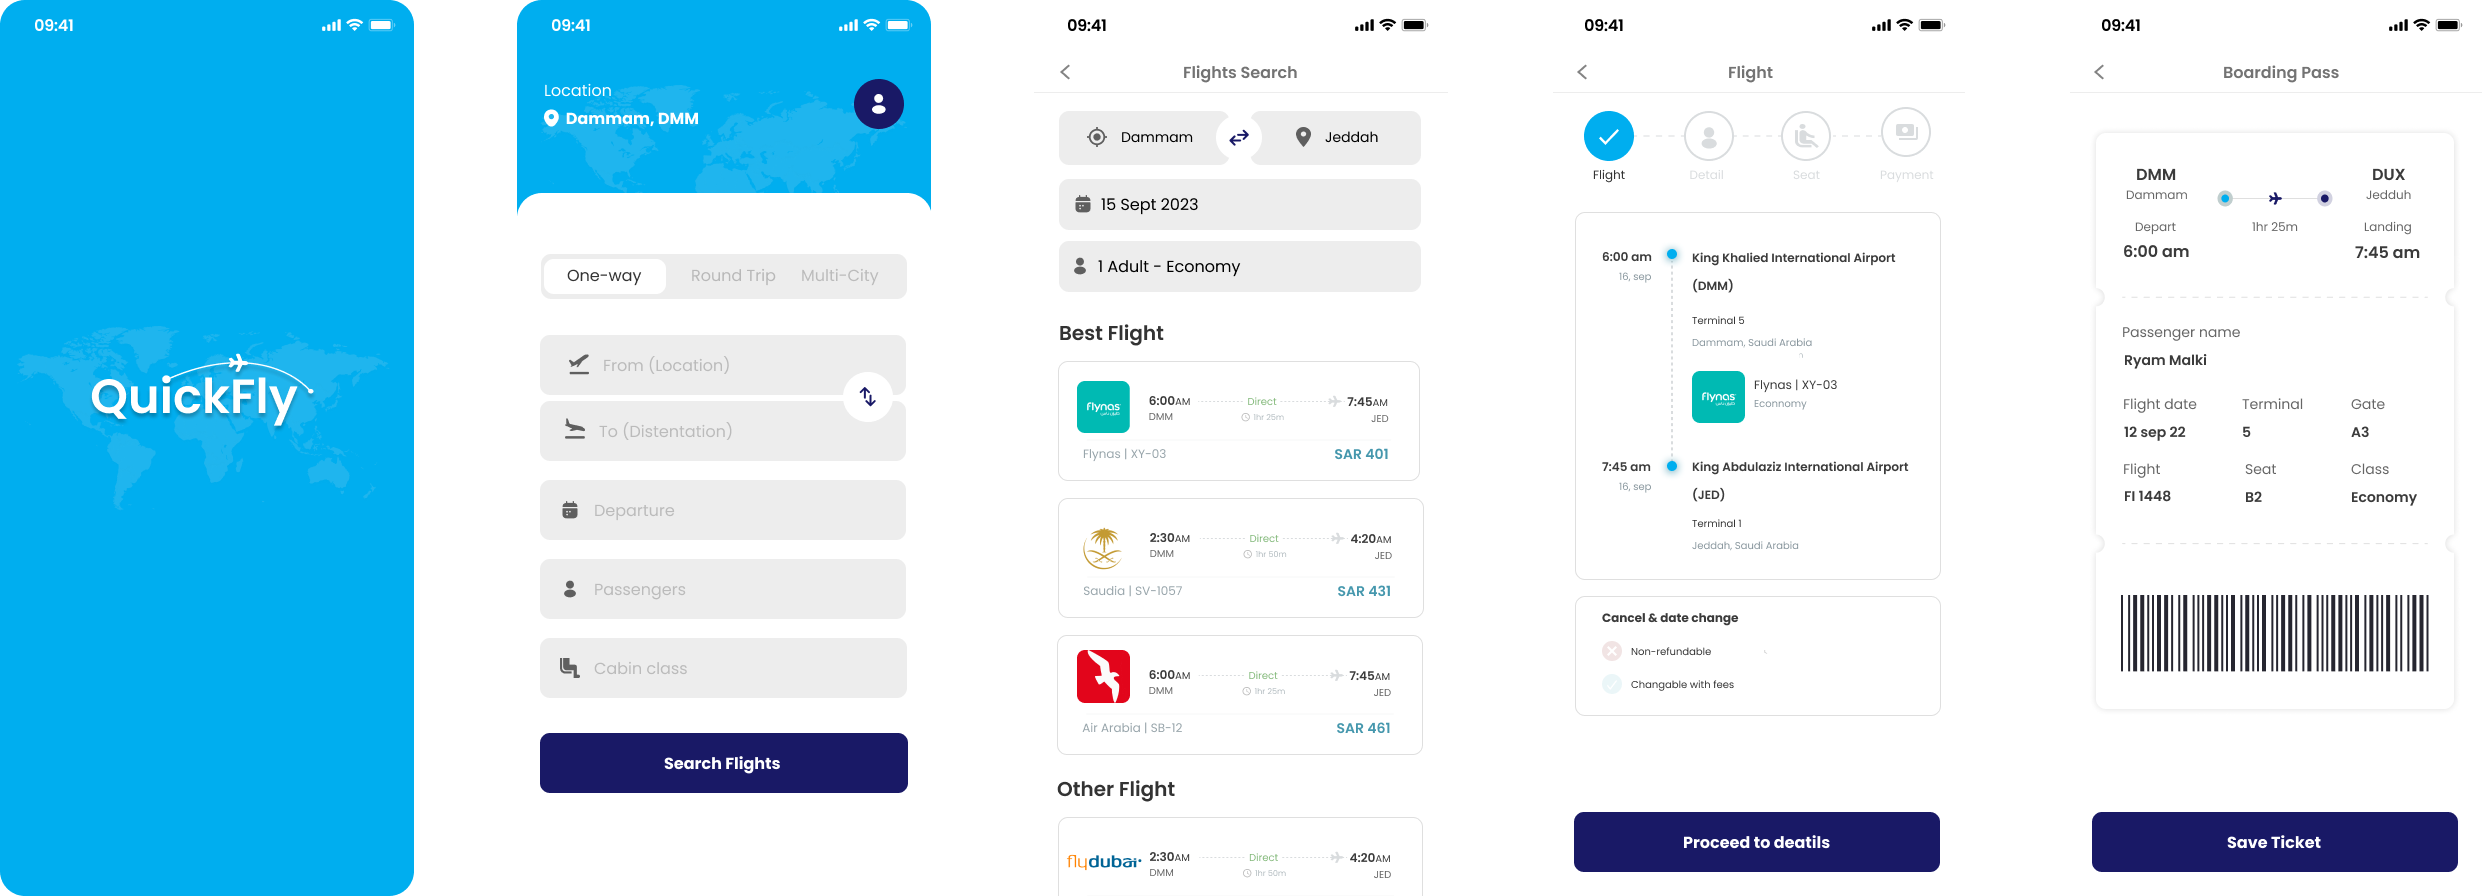 09:41
QuickFly
09:41
Location
Dammam, DMM
One-way Round Trip Multi-City
From (Location)
To (Distentation)
Departure
Passengers
Cabin class
Search Flights
09:41
Flights Search
Dammam Jeddah
15 Sept 2023
1 Adult - Economy
Best Flight
flynas
6:00AM Direct 7:45AM
DMM 1hr 25m JED
Flynas | XY-03 SAR 401
2:30AM Direct 4:20AM
DMM 1hr 50m JED
Saudia | SV-1057 SAR 431
6:00AM Direct 7:45AM
DMM 1hr 25m JED
Air Arabia | SB-12 SAR 461
Other Flight
flydubai
2:30AM Direct 4:20AM
DMM 1hr 50m JED
09:41
Flight
Flight Detail Seat Payment
6:00 am King Khalied International Airport
16, sep (DMM)
Terminal 5
Dammam, Saudi Arabia
flynas
Flynas | XY-03
Econnomy
7:45 am King Abdulaziz International Airport
16, sep (JED)
Terminal 1
Jeddah, Saudi Arabia
Cancel & date change
Non-refundable
Changable with fees
Proceed to deatils
09:41
Boarding Pass
DMM DUX
Dammam Jedduh
Depart 1hr 25m Landing
6:00 am 7:45 am
Passenger name
Ryam Malki
Flight date Terminal Gate
12 sep 22 5 A3
Flight Seat Class
FI 1448 B2 Economy
Save Ticket